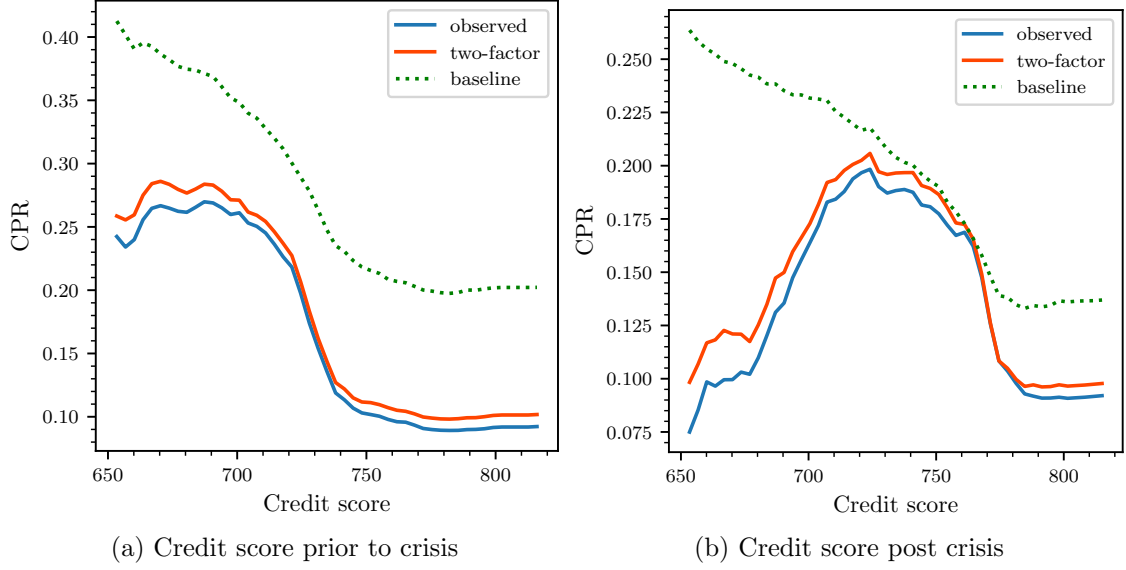 observed
two-factor
baseline
0.40
0.35
0.30
0.25
0.20
0.15
0.10
CPR
650
700
750
800
Credit score
(a) Credit score prior to crisis
observed
two-factor
baseline
0.250
0.225
0.200
0.175
0.150
0.125
0.100
0.075
CPR
650
700
750
800
Credit score
(b) Credit score post crisis